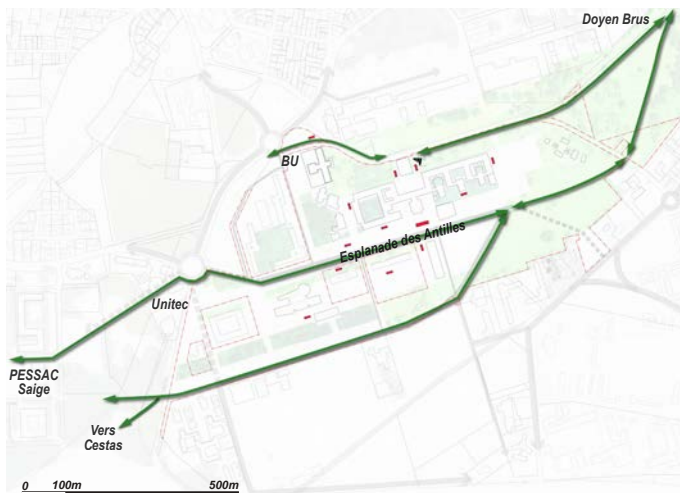 Doyen Brus
BU
Esplanade des Antilles
Unitec
PESSAC
Saige
Vers
Cestas
0 100m 500m